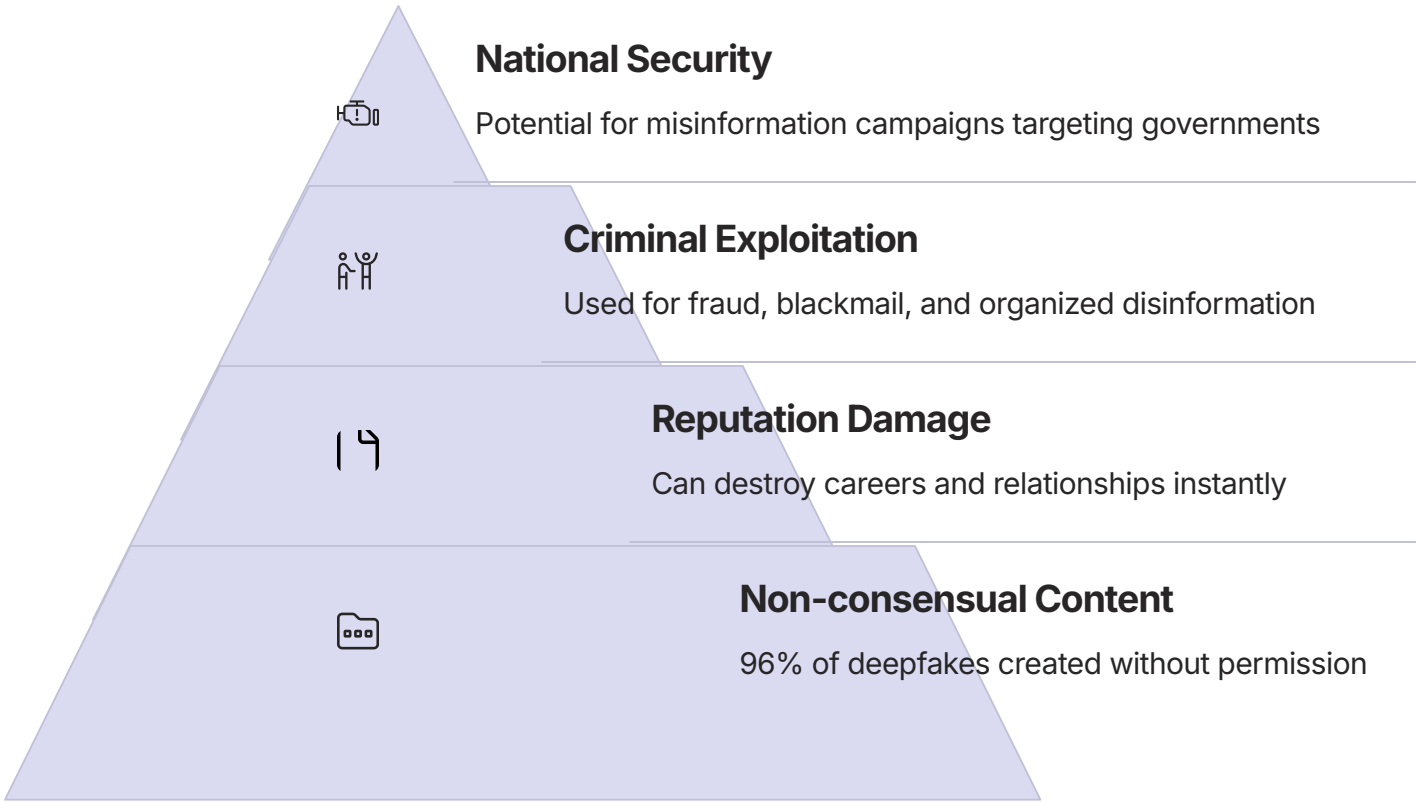 National Security
Potential for misinformation campaigns targeting governments
Criminal Exploitation
Used for fraud, blackmail, and organized disinformation
Reputation Damage
Can destroy careers and relationships instantly
Non-consensual Content
96% of deepfakes created without permission